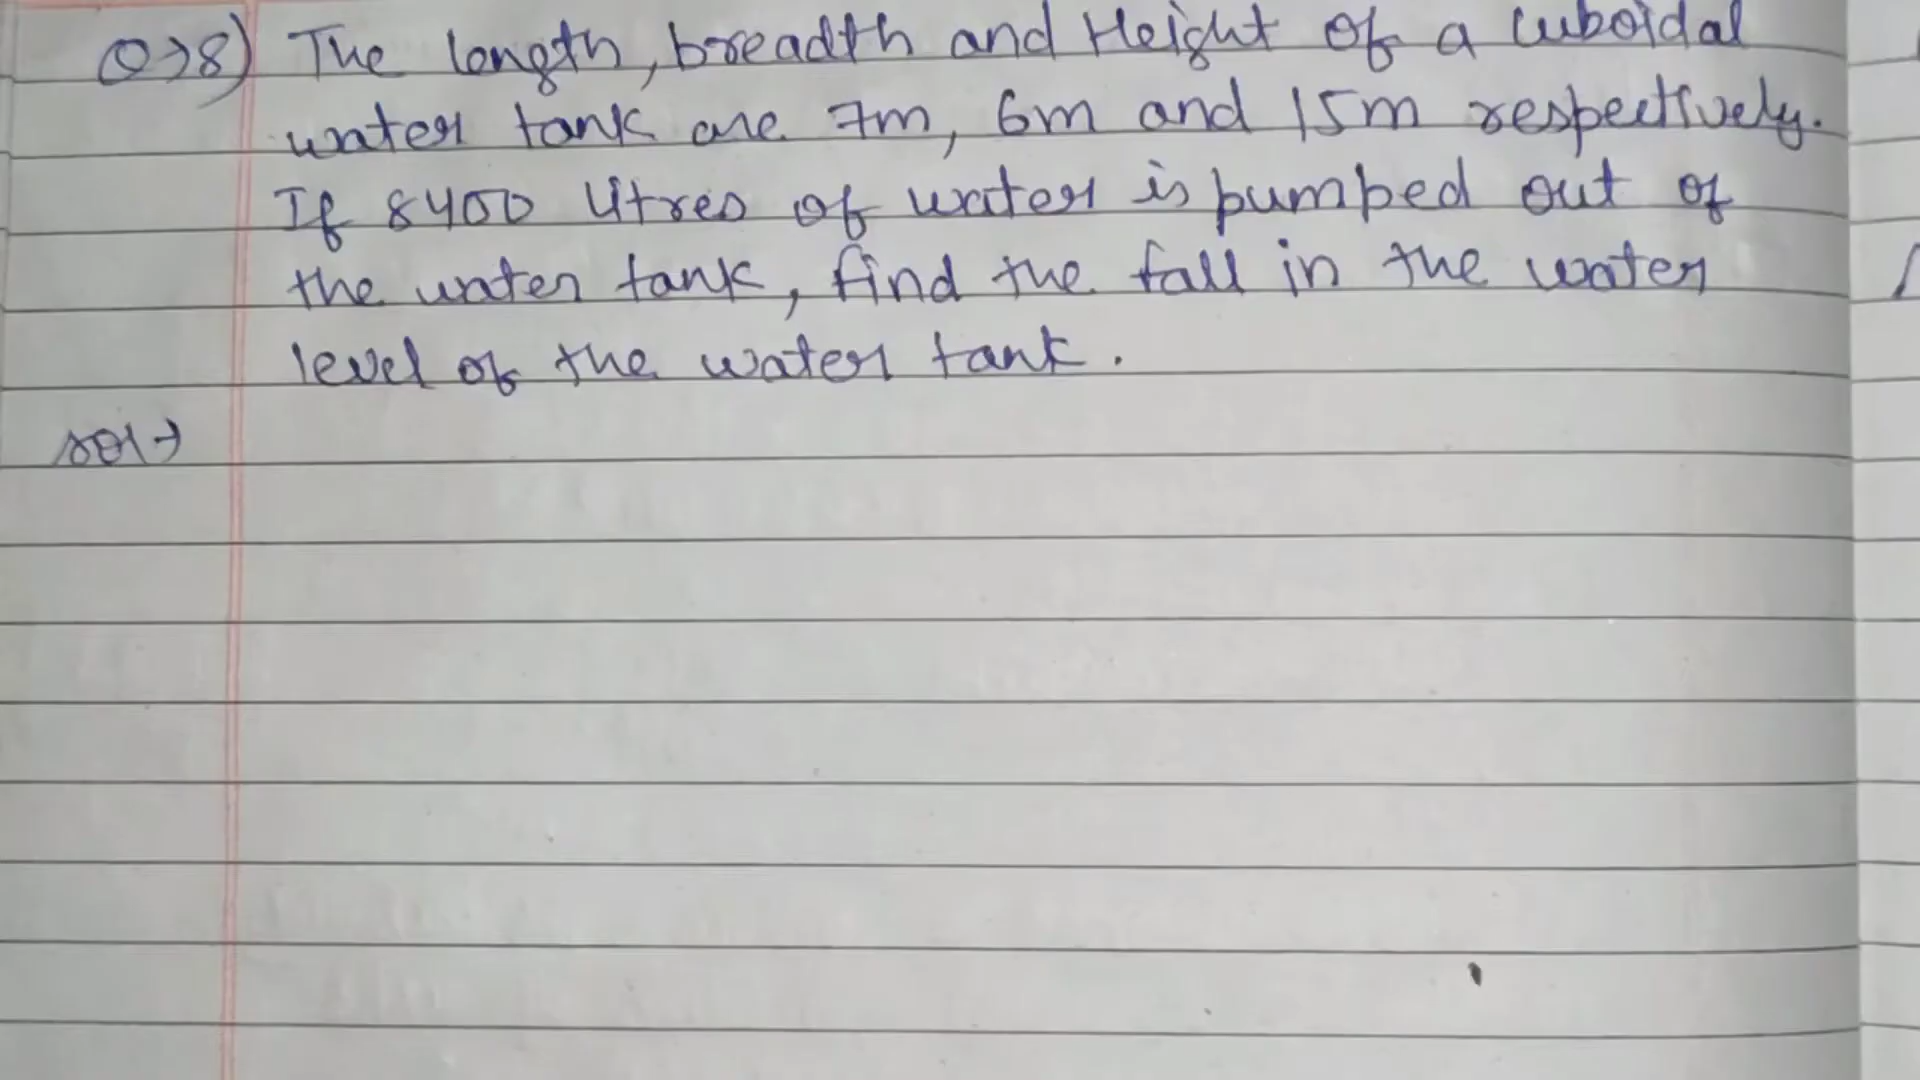 Q→8) The length, breadth and Height of a cuboidal
water tank are 7m, 6m and 15m respectively.
If 8400 litres of water is pumped out of
the water tank, find the fall in the water
level of the water tank.
sol→